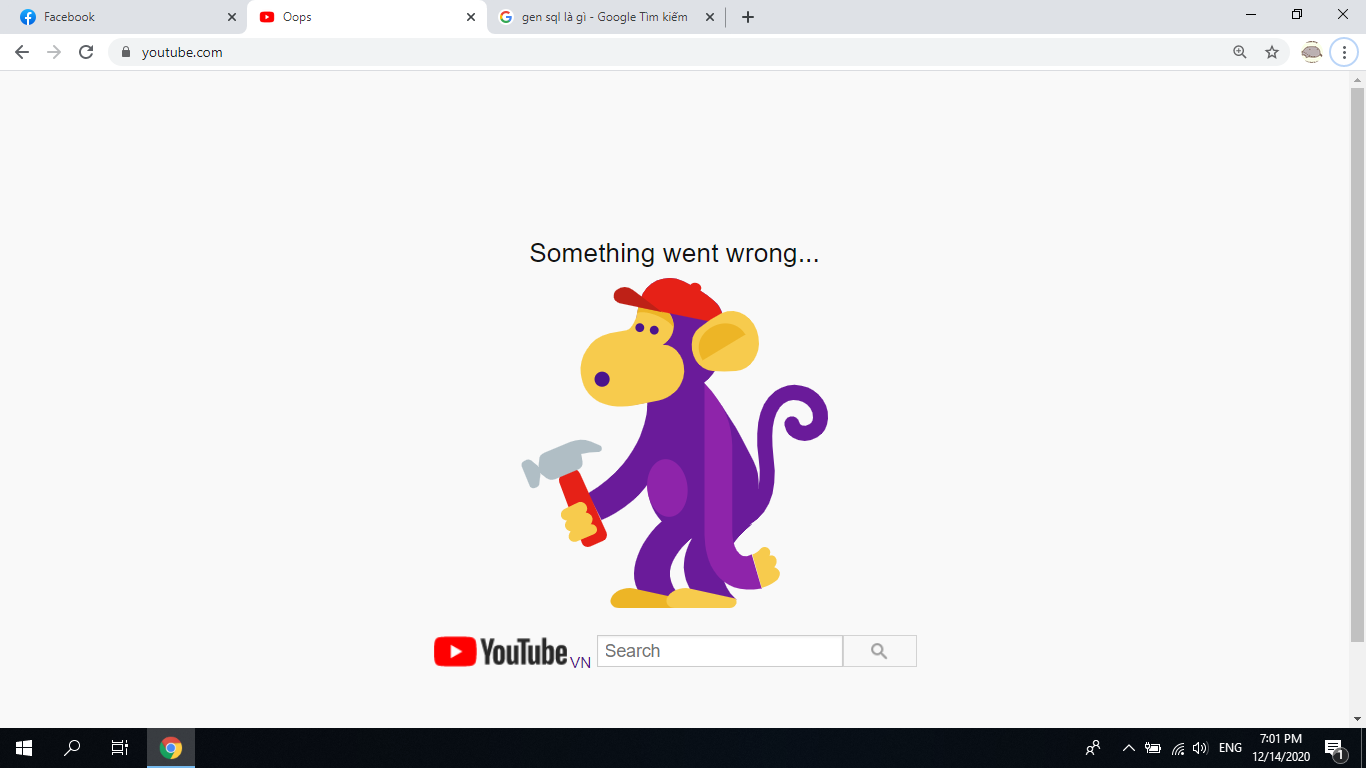 Facebook
Oops
gen sql là gì - Google Tìm kiếm
youtube.com
Something went wrong...
YouTube VN
Search
ENG
7:01 PM
12/14/2020
1